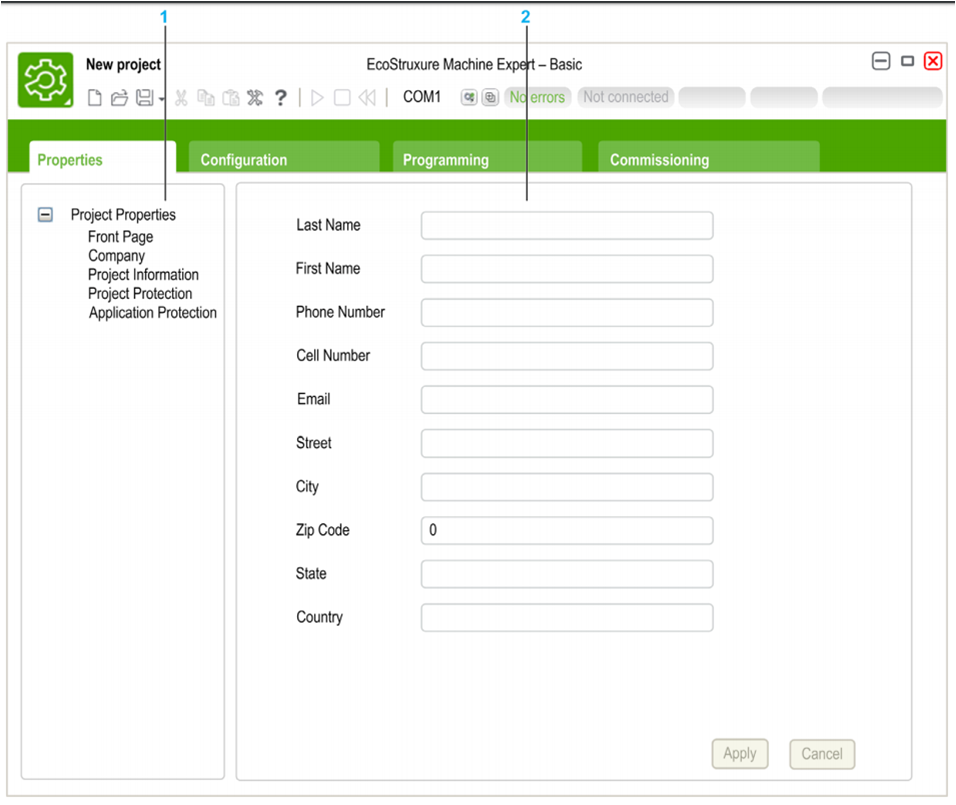 1 2
New project EcoStruxure Machine Expert – Basic
? COM1 No errors Not connected
Properties Configuration Programming Commissioning
Project Properties
Front Page
Company
Project Information
Project Protection
Application Protection
Last Name
First Name
Phone Number
Cell Number
Email
Street
City
Zip Code 0
State
Country
Apply Cancel